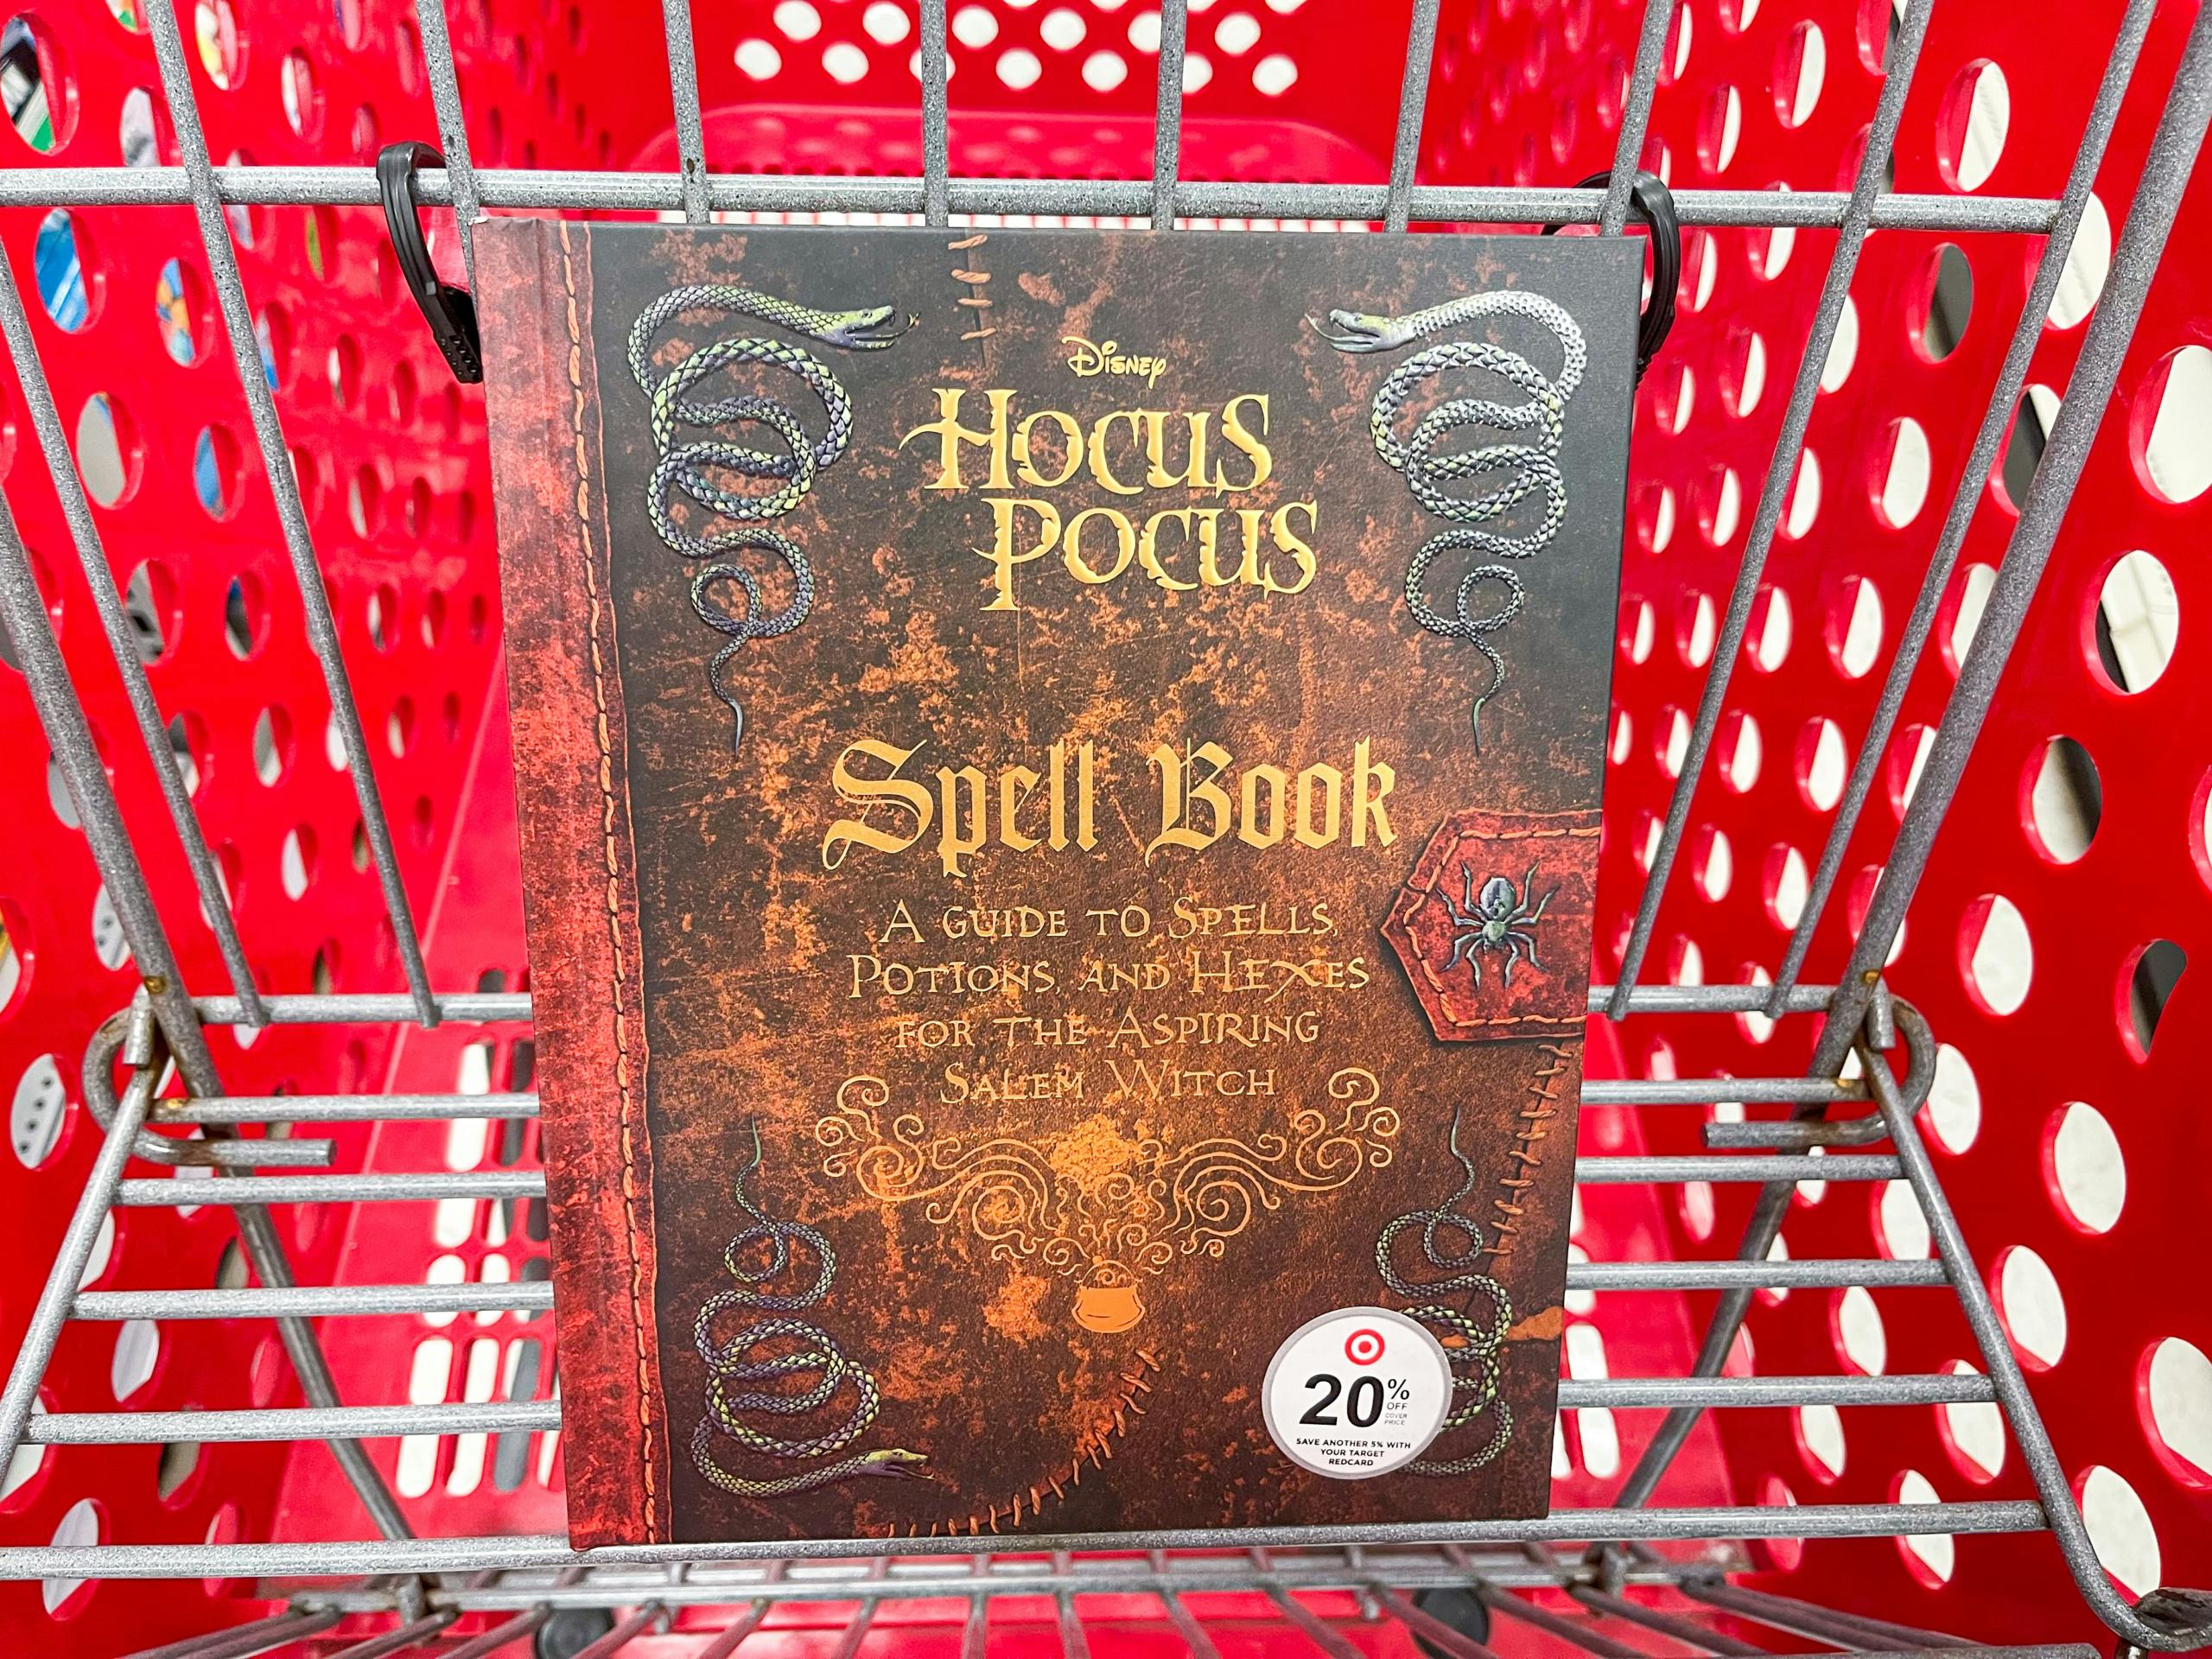 Disney
Hocus
Pocus
Spell Book
A Guide to Spells,
Potions, and Hexes
for the Aspiring
Salem Witch
20%
OFF
COVER
PRICE
SAVE ANOTHER 5% WITH
YOUR TARGET
REDCARD